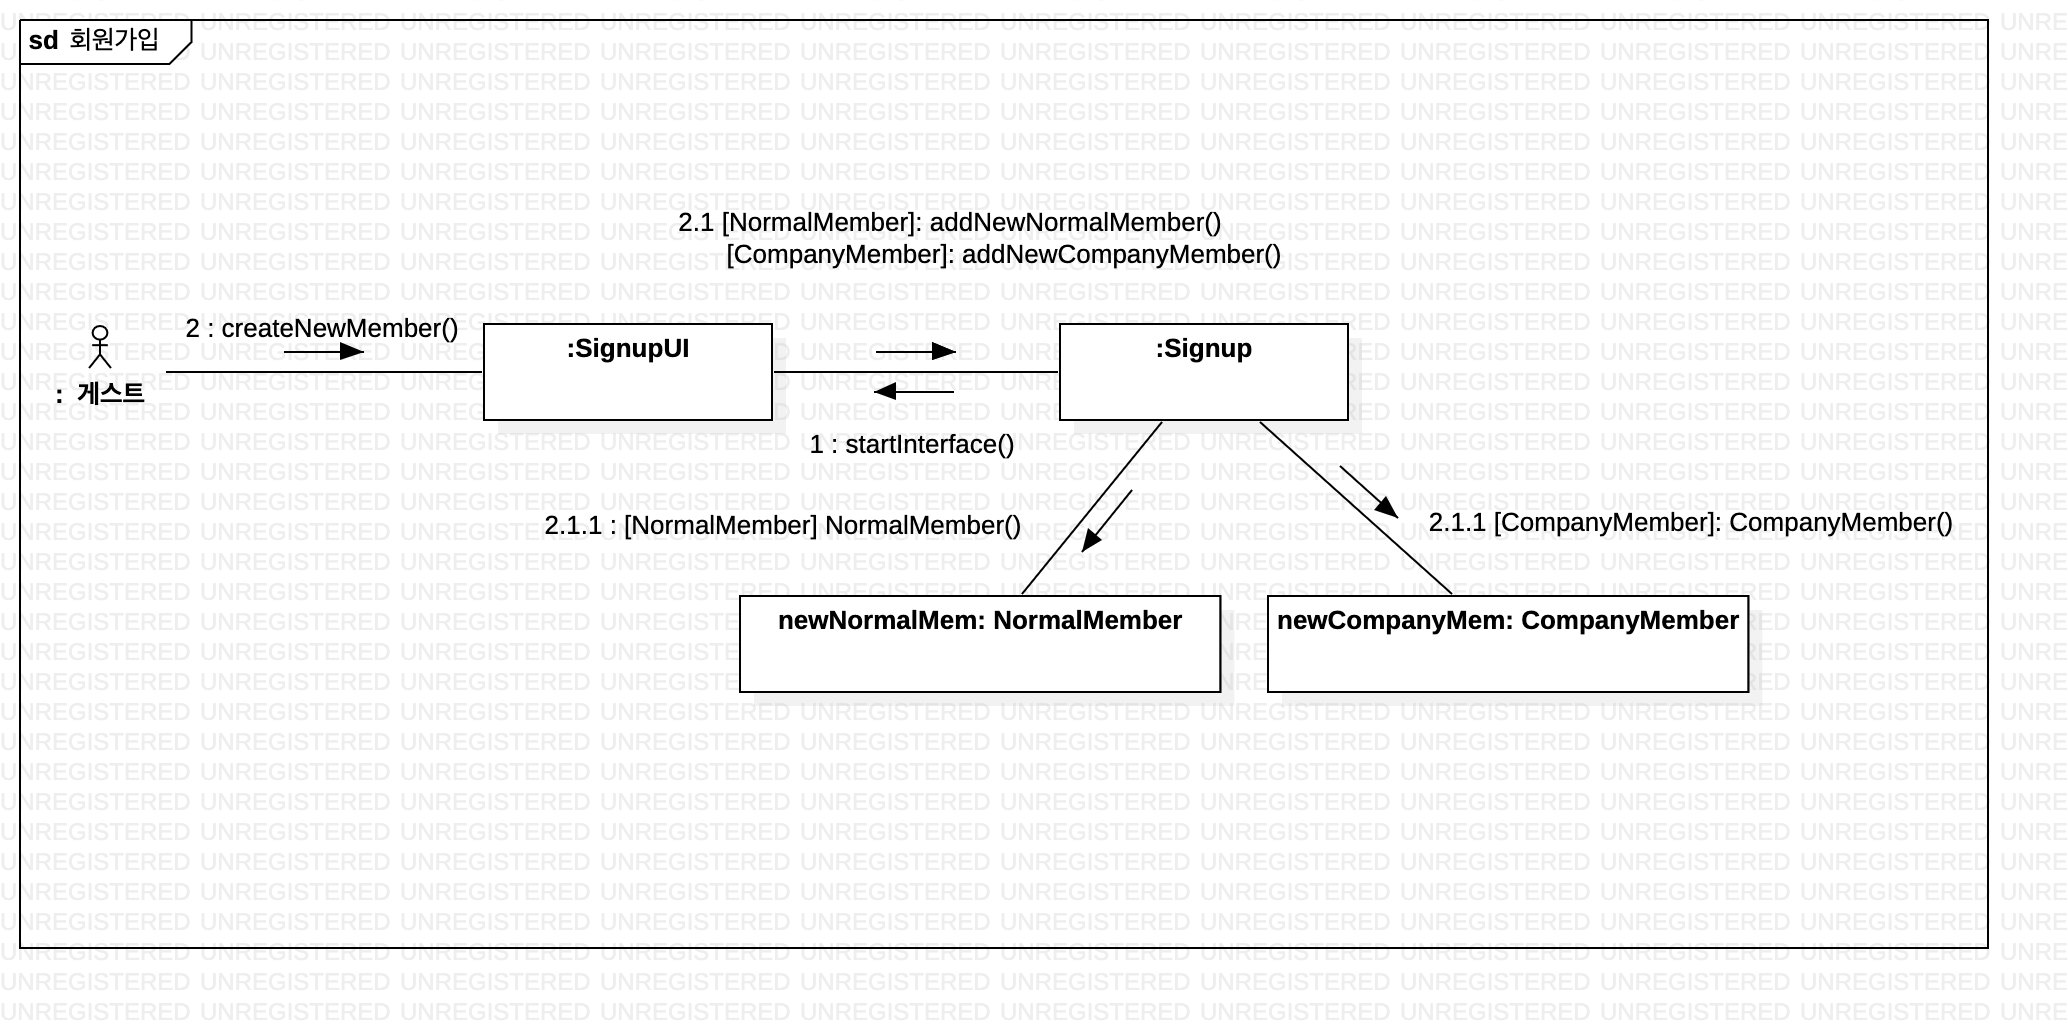 sd 회원가입
2.1 [NormalMember]: addNewNormalMember()
[CompanyMember]: addNewCompanyMember()
2 : createNewMember()
:SignupUI
:Signup
: 게스트
1 : startInterface()
2.1.1 : [NormalMember] NormalMember()
2.1.1 [CompanyMember]: CompanyMember()
newNormalMem: NormalMember
newCompanyMem: CompanyMember
UNREGISTERED